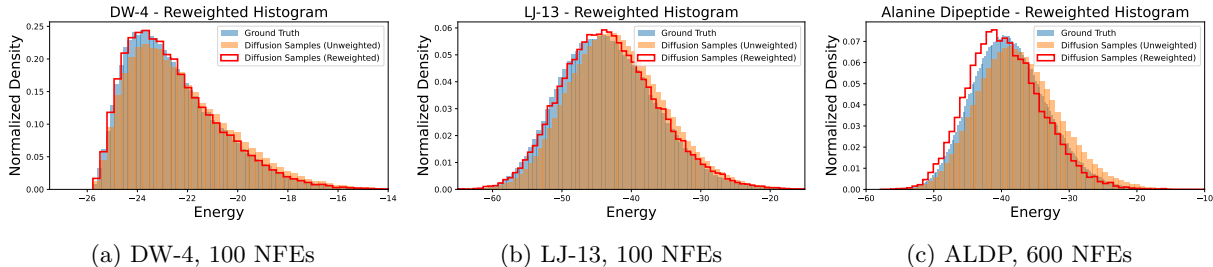 DW-4 - Reweighted Histogram
Normalized Density
0.25
0.20
0.15
0.10
0.05
0.00
Ground Truth
Diffusion Samples (Unweighted)
Diffusion Samples (Reweighted)
−26
−24
−22
−20
−18
−16
−14
Energy
(a) DW-4, 100 NFEs
LJ-13 - Reweighted Histogram
Normalized Density
0.06
0.05
0.04
0.03
0.02
0.01
0.00
Ground Truth
Diffusion Samples (Unweighted)
Diffusion Samples (Reweighted)
−60
−50
−40
−30
−20
Energy
(b) LJ-13, 100 NFEs
Alanine Dipeptide - Reweighted Histogram
Normalized Density
0.07
0.06
0.05
0.04
0.03
0.02
0.01
0.00
Ground Truth
Diffusion Samples (Unweighted)
Diffusion Samples (Reweighted)
−60
−50
−40
−30
−20
−10
Energy
(c) ALDP, 600 NFEs